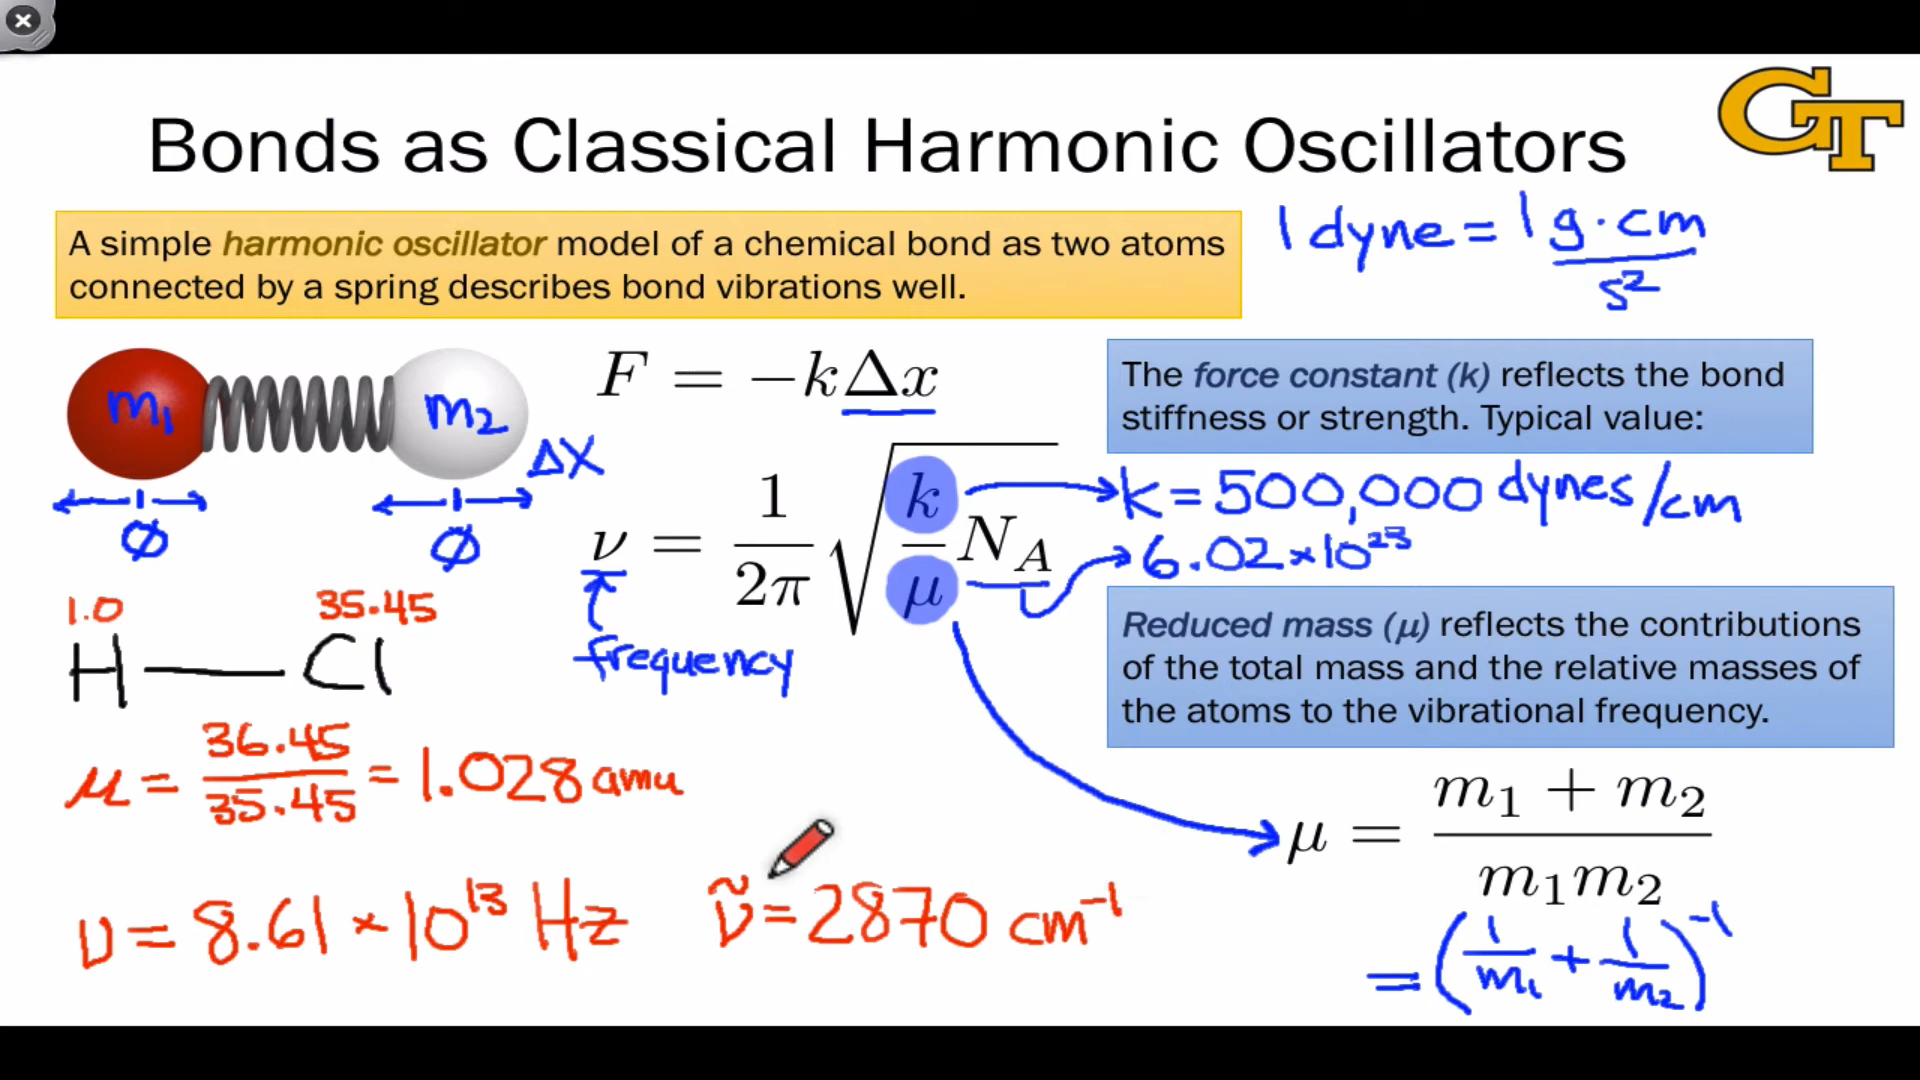 Bonds as Classical Harmonic Oscillators
GT
A simple harmonic oscillator model of a chemical bond as two atoms
connected by a spring describes bond vibrations well.
1 dyne = 1 g·cm / s²
m₁ m₂
ΔX
Ø Ø
F = −kΔx
The force constant (k) reflects the bond
stiffness or strength. Typical value:
k = 500,000 dynes/cm
ν = 1/2π √(k/μ N_A)
6.02×10²³
frequency
1.0 35.45
H — Cl
Reduced mass (μ) reflects the contributions
of the total mass and the relative masses of
the atoms to the vibrational frequency.
μ = 36.45/35.45 = 1.028 amu
μ = (m₁ + m₂)/(m₁m₂)
= (1/m₁ + 1/m₂)⁻¹
ν = 8.61 × 10¹³ Hz
ν̃ = 2870 cm⁻¹